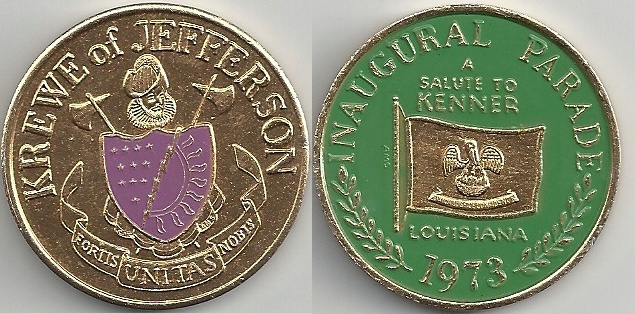 KREWE of JEFFERSON
FORTIS UNITAS NOBIS
INAUGURAL PARADE
A
SALUTE TO
KENNER
LOUISIANA
1973